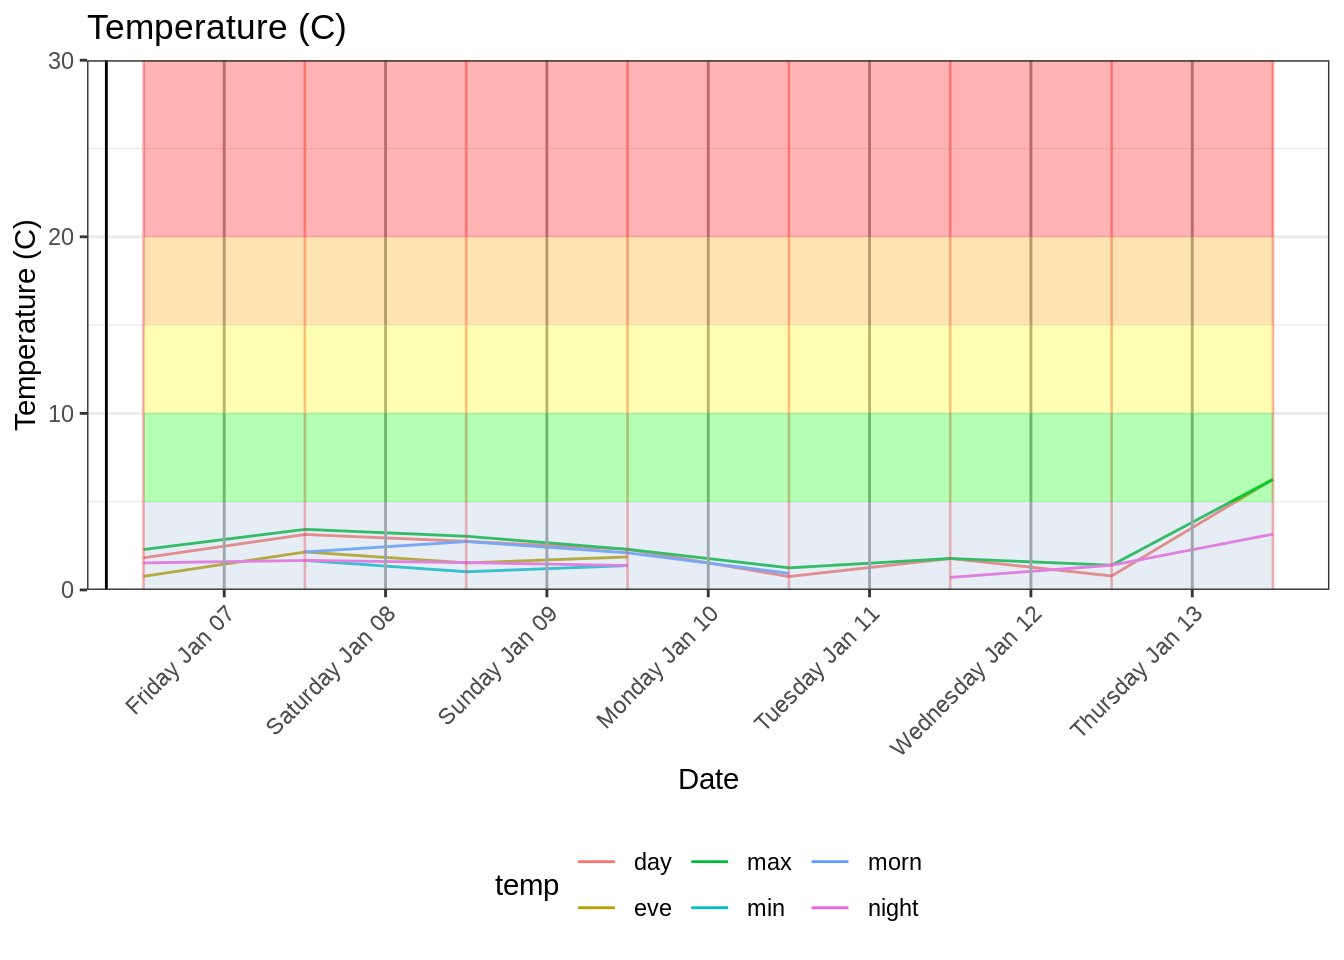 Temperature (C)
Temperature (C)
30
20
10
0
Friday Jan 07
Saturday Jan 08
Sunday Jan 09
Monday Jan 10
Tuesday Jan 11
Wednesday Jan 12
Thursday Jan 13
Date
temp
day
max
morn
eve
min
night